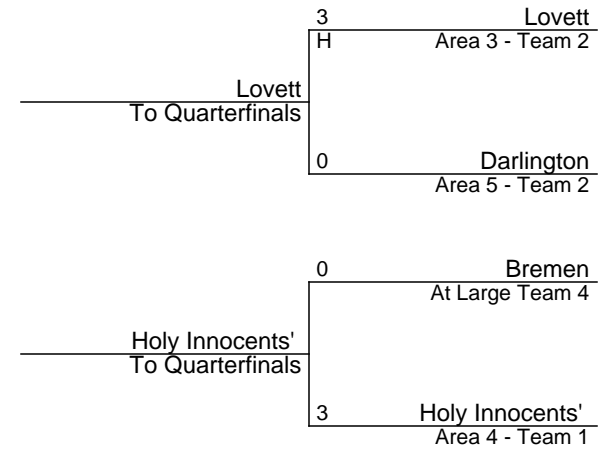 3 Lovett
H Area 3 - Team 2
Lovett
To Quarterfinals
0 Darlington
Area 5 - Team 2
0 Bremen
At Large Team 4
Holy Innocents'
To Quarterfinals
3 Holy Innocents'
Area 4 - Team 1